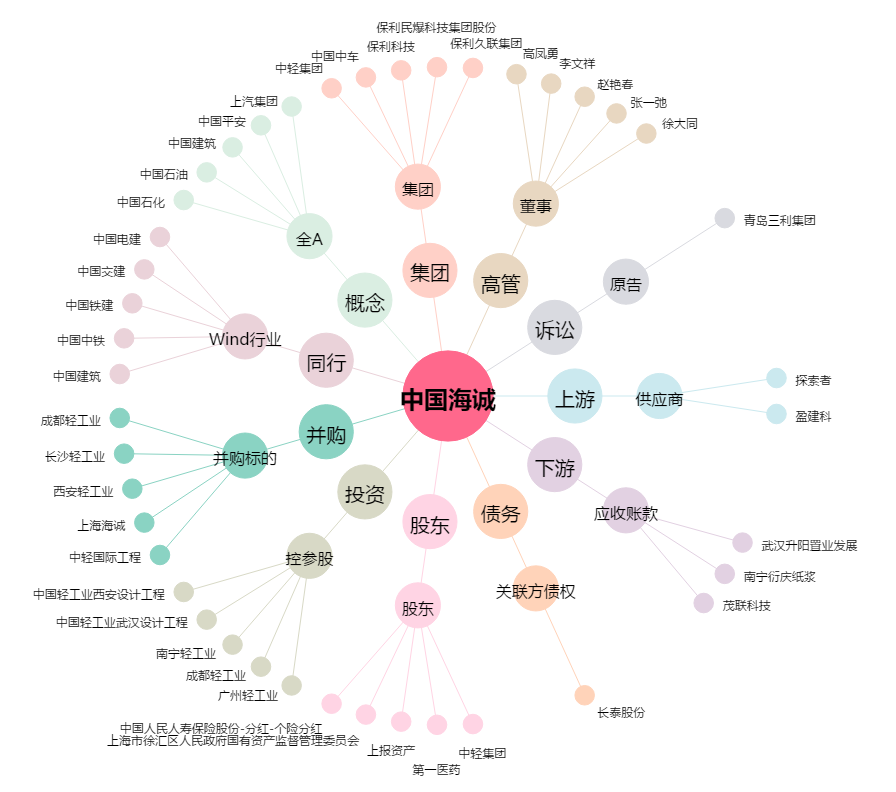 保利民爆科技集团股份
保利久联集团
保利科技
中国中车
中轻集团
高凤勇
李文祥
赵艳春
张一弛
徐大同
上汽集团
中国平安
中国建筑
中国石油
中国石化
集团
董事
全A
青岛三利集团
原告
中国电建
中国交建
中国铁建
中国中铁
中国建筑
集团
高管
概念
诉讼
Wind行业
同行
中国海诚
上游
供应商
探索者
盈建科
成都轻工业
长沙轻工业
西安轻工业
上海海诚
中轻国际工程
并购
并购标的
下游
应收账款
武汉升阳置业发展
南宁衍庆纸浆
茂联科技
投资
股东
债务
控参股
关联方债权
股东
中国轻工业西安设计工程
中国轻工业武汉设计工程
南宁轻工业
成都轻工业
广州轻工业
长泰股份
中国人民人寿保险股份-分红-个险分红
上海市徐汇区人民政府国有资产监督管理委员会
上报资产
第一医药
中轻集团